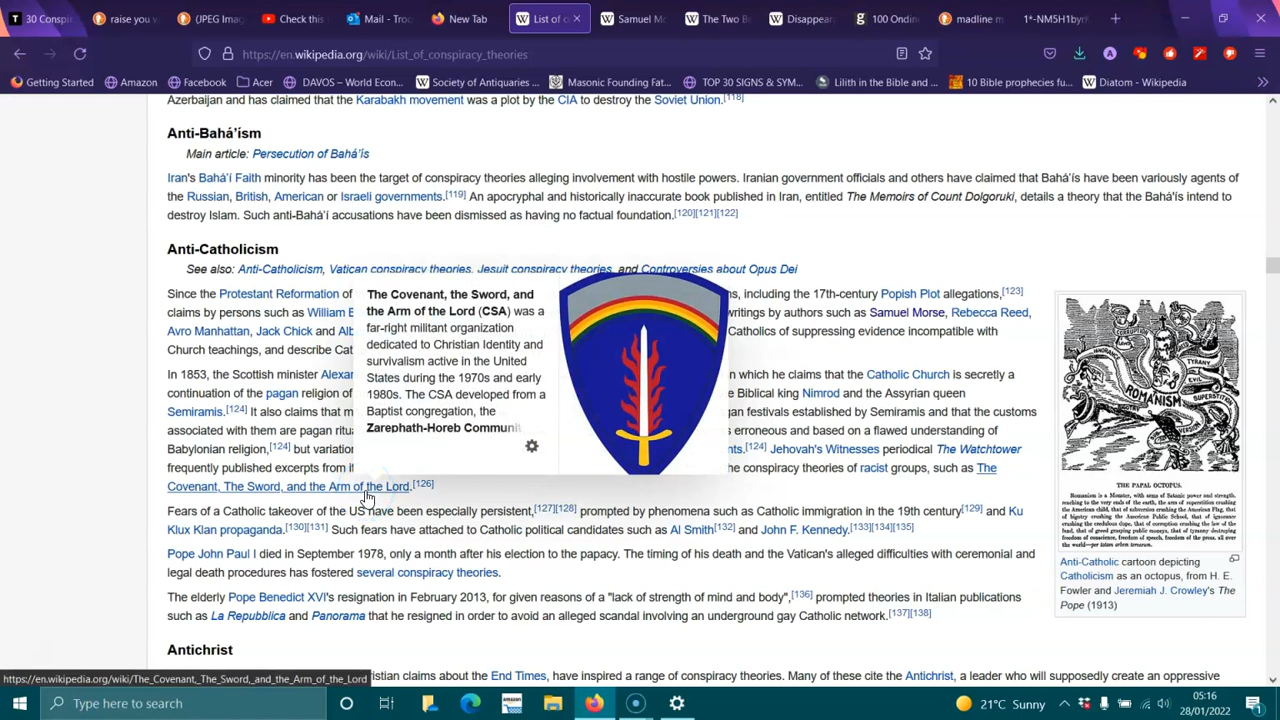 30 Conspi
raise you v
(JPEG Imag
Check this
Mail - Troo
New Tab
List of c
Samuel Mo
The Two B
Disappear
100 Ondin
madline m
1*-NM5H1byrK
https://en.wikipedia.org/wiki/List_of_conspiracy_theories
Getting Started
Amazon
Facebook
Acer
DAVOS – World Econ...
Society of Antiquaries ...
Masonic Founding Fat...
TOP 30 SIGNS & SYM...
Lilith in the Bible and ...
10 Bible prophecies fu...
Diatom - Wikipedia
Azerbaijan and has claimed that the Karabakh movement was a plot by the CIA to destroy the Soviet Union.[118]
Anti-Bahá’ísm
Main article: Persecution of Bahá’ís
Iran's Bahá’í Faith minority has been the target of conspiracy theories alleging involvement with hostile powers. Iranian government officials and others have claimed that Bahá’ís have been variously agents of
the Russian, British, American or Israeli governments.[119] An apocryphal and historically inaccurate book published in Iran, entitled The Memoirs of Count Dolgoruki, details a theory that the Bahá’ís intend to
destroy Islam. Such anti-Bahá’í accusations have been dismissed as having no factual foundation.[120][121][122]
Anti-Catholicism
See also: Anti-Catholicism, Vatican conspiracy theories, Jesuit conspiracy theories, and Controversies about Opus Dei
Since the Protestant Reformation of
ns, including the 17th-century Popish Plot allegations,[123]
claims by persons such as William B
writings by authors such as Samuel Morse, Rebecca Reed,
Avro Manhattan, Jack Chick and Alb
Catholics of suppressing evidence incompatible with
Church teachings, and describe Cat
In 1853, the Scottish minister Alexan
n which he claims that the Catholic Church is secretly a
continuation of the pagan religion of
Biblical king Nimrod and the Assyrian queen
Semiramis.[124] It also claims that m
an festivals established by Semiramis and that the customs
associated with them are pagan ritua
s erroneous and based on a flawed understanding of
Babylonian religion,[124] but variation
nts.[124] Jehovah's Witnesses periodical The Watchtower
frequently published excerpts from it
he conspiracy theories of racist groups, such as The
Covenant, The Sword, and the Arm of the Lord.[126]
The Covenant, the Sword, and
the Arm of the Lord (CSA) was a
far-right militant organization
dedicated to Christian Identity and
survivalism active in the United
States during the 1970s and early
1980s. The CSA developed from a
Baptist congregation, the
Zarephath-Horeb Communit
Fears of a Catholic takeover of the US have been especially persistent,[127][128] prompted by phenomena such as Catholic immigration in the 19th century[129] and Ku
Klux Klan propaganda.[130][131] Such fears have attached to Catholic political candidates such as Al Smith[132] and John F. Kennedy.[133][134][135]
Pope John Paul I died in September 1978, only a month after his election to the papacy. The timing of his death and the Vatican's alleged difficulties with ceremonial and
legal death procedures has fostered several conspiracy theories.
The elderly Pope Benedict XVI's resignation in February 2013, for given reasons of a "lack of strength of mind and body",[136] prompted theories in Italian publications
such as La Repubblica and Panorama that he resigned in order to avoid an alleged scandal involving an underground gay Catholic network.[137][138]
ROMANISM
TYRANNY
SUPERSTITION
THE PAPAL OCTOPUS.
Anti-Catholic cartoon depicting
Catholicism as an octopus, from H. E.
Fowler and Jeremiah J. Crowley's The
Pope (1913)
Antichrist
ristian claims about the End Times, have inspired a range of conspiracy theories. Many of these cite the Antichrist, a leader who will supposedly create an oppressive
https://en.wikipedia.org/wiki/The_Covenant,_The_Sword,_and_the_Arm_of_the_Lord
Type here to search
21°C Sunny
05:16
28/01/2022